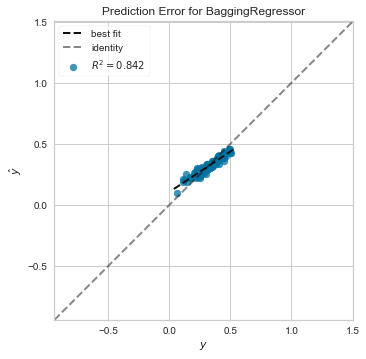 Prediction Error for BaggingRegressor
best fit
identity
R² = 0.842
1.5
1.0
0.5
0.0
−0.5
ŷ
−0.5
0.0
0.5
1.0
1.5
y